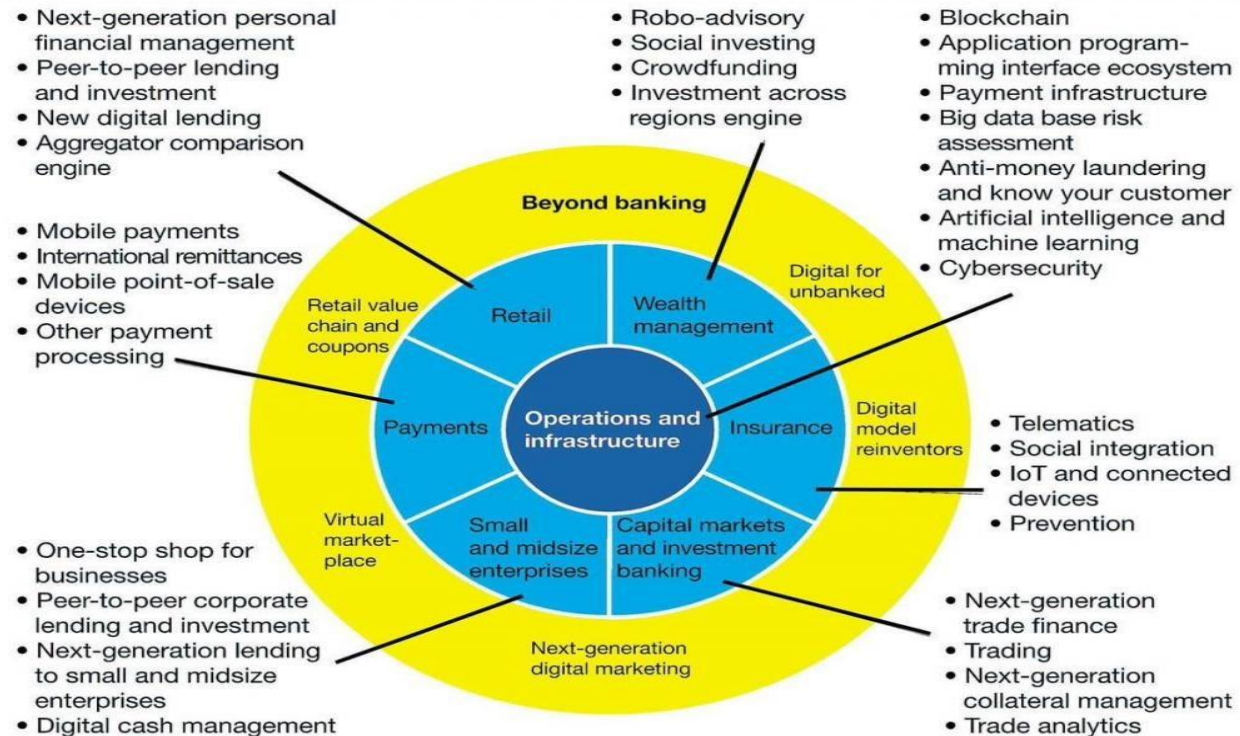 • Next-generation personal
financial management
• Peer-to-peer lending
and investment
• New digital lending
• Aggregator comparison
engine
• Robo-advisory
• Social investing
• Crowdfunding
• Investment across
regions engine
• Blockchain
• Application program-
ming interface ecosystem
• Payment infrastructure
• Big data base risk
assessment
• Anti-money laundering
and know your customer
• Artificial intelligence and
machine learning
• Cybersecurity
• Mobile payments
• International remittances
• Mobile point-of-sale
devices
• Other payment
processing
Beyond banking
Retail value
chain and
coupons
Retail
Wealth
management
Digital for
unbanked
Payments
Operations and
infrastructure
Insurance
Digital
model
reinventors
• Telematics
• Social integration
• IoT and connected
devices
• Prevention
Virtual
market-
place
Small
and midsize
enterprises
Capital markets
and investment
banking
Next-generation
digital marketing
• One-stop shop for
businesses
• Peer-to-peer corporate
lending and investment
• Next-generation lending
to small and midsize
enterprises
• Digital cash management
• Next-generation
trade finance
• Trading
• Next-generation
collateral management
• Trade analytics